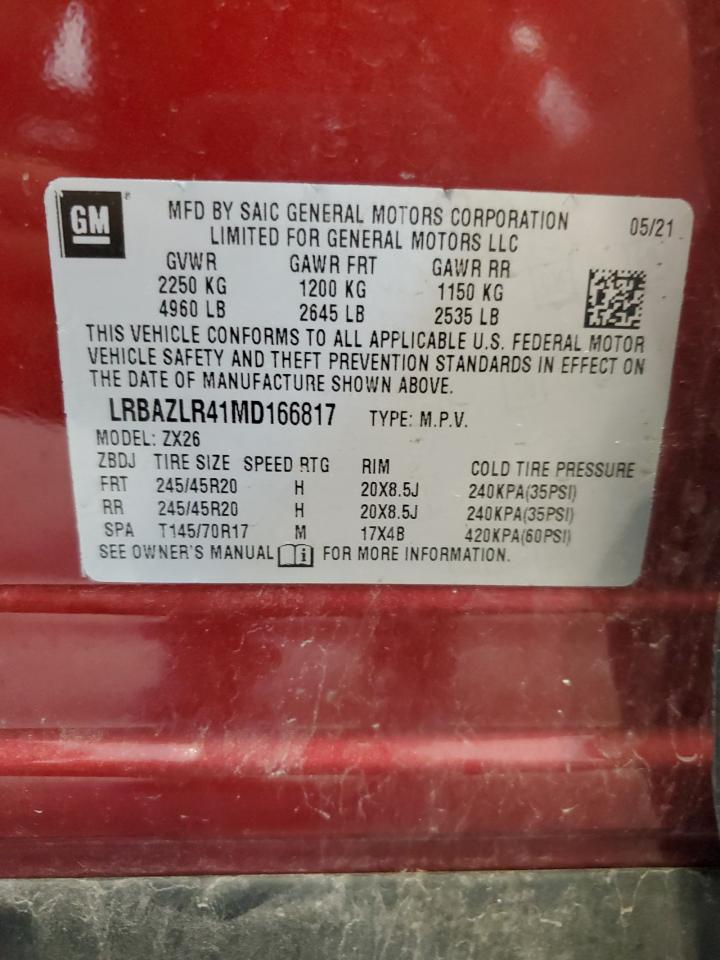 GM
MFD BY SAIC GENERAL MOTORS CORPORATION 05/21
LIMITED FOR GENERAL MOTORS LLC
GVWR GAWR FRT GAWR RR
2250 KG 1200 KG 1150 KG
4960 LB 2645 LB 2535 LB
THIS VEHICLE CONFORMS TO ALL APPLICABLE U.S. FEDERAL MOTOR
VEHICLE SAFETY AND THEFT PREVENTION STANDARDS IN EFFECT ON
THE DATE OF MANUFACTURE SHOWN ABOVE.
LRBAZLR41MD166817 TYPE: M.P.V.
MODEL: ZX26
ZBDJ TIRE SIZE SPEED RTG RIM COLD TIRE PRESSURE
FRT 245/45R20 H 20X8.5J 240KPA(35PSI)
RR 245/45R20 H 20X8.5J 240KPA(35PSI)
SPA T145/70R17 M 17X4B 420KPA(60PSI)
SEE OWNER'S MANUAL i FOR MORE INFORMATION.